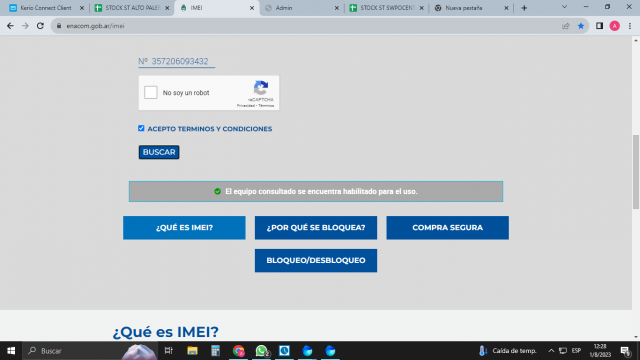 Kerio Connect Client
STOCK ST ALTO PALER
IMEI
Admin
STOCK ST SWPOCENT
Nueva pestaña
enacom.gob.ar/imei
A
Nº 357206093432
No soy un robot
reCAPTCHA
Privacidad - Términos
ACEPTO TERMINOS Y CONDICIONES
BUSCAR
El equipo consultado se encuentra habilitado para el uso.
¿QUÉ ES IMEI?
¿POR QUÉ SE BLOQUEA?
COMPRA SEGURA
BLOQUEO/DESBLOQUEO
¿Qué es IMEI?
Buscar
Caída de temp.
ESP
12:28
1/8/2023